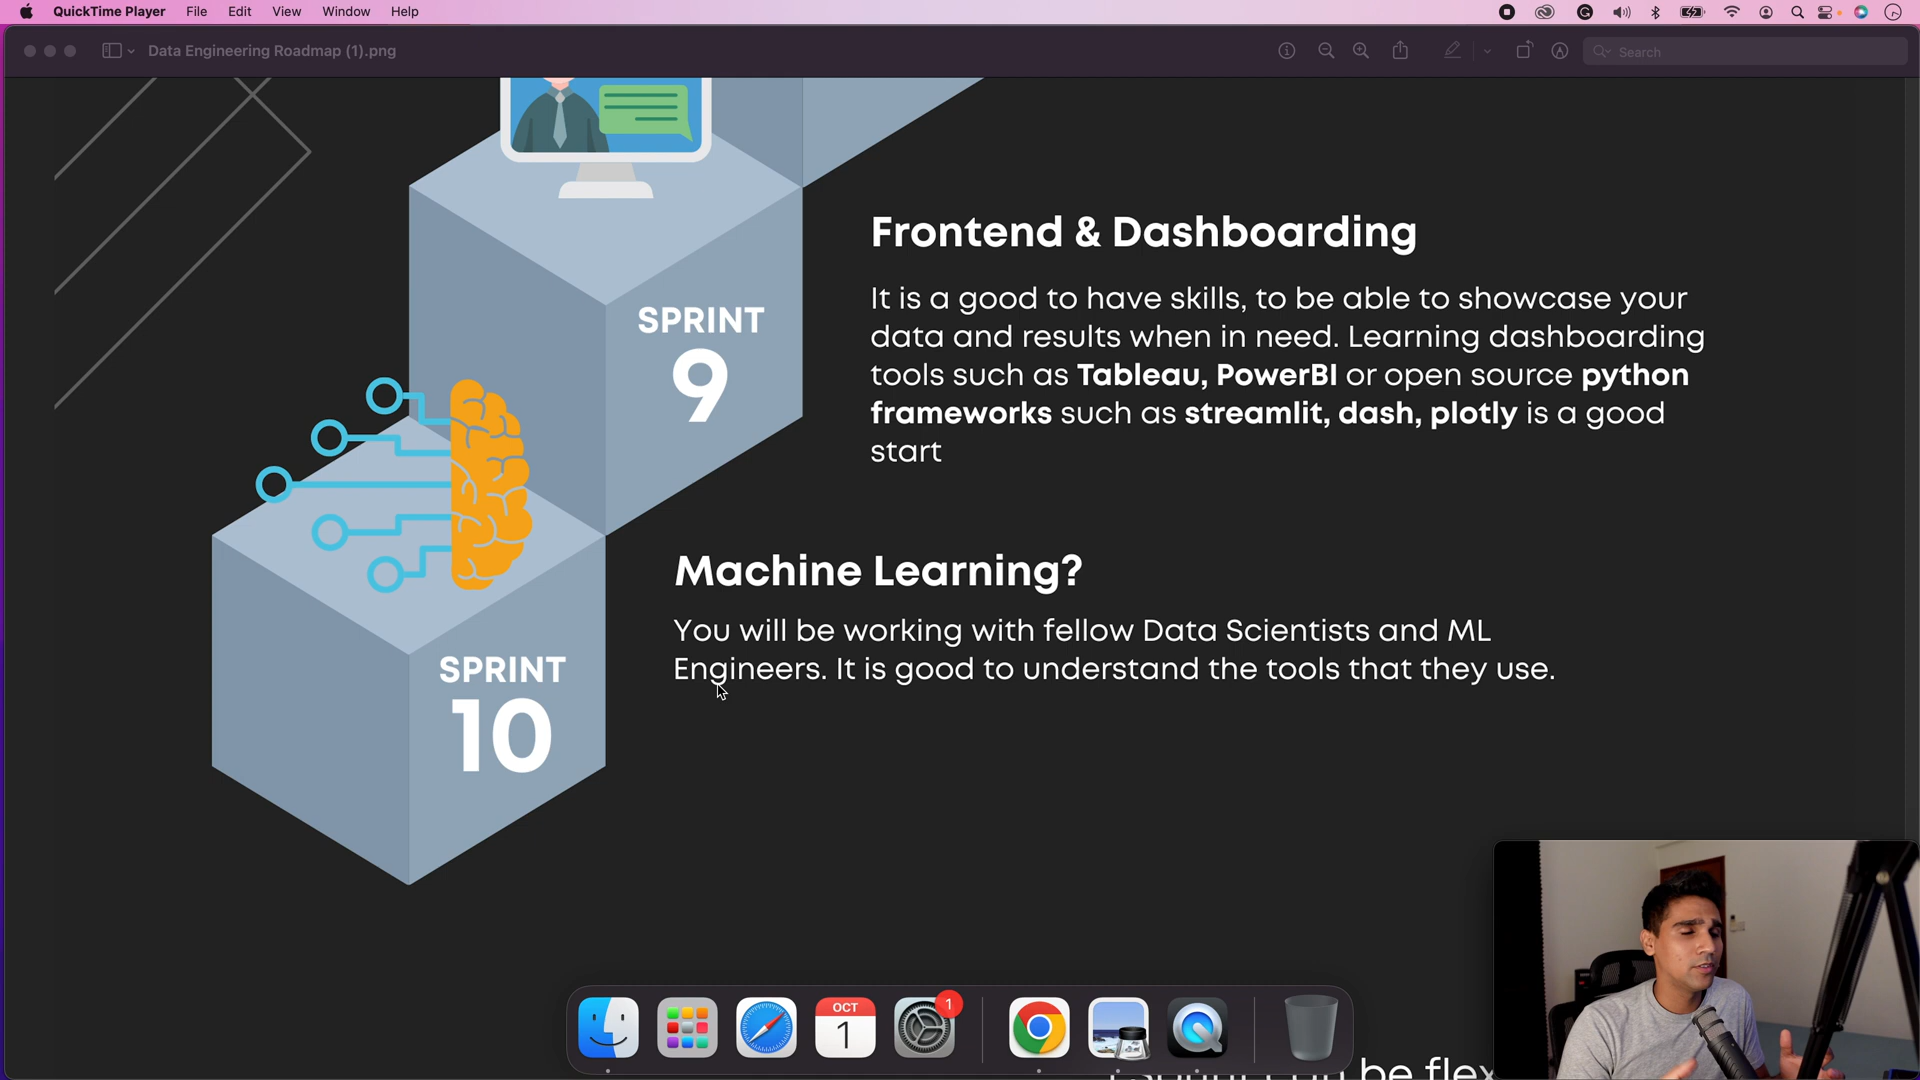 QuickTime Player File Edit View Window Help
Data Engineering Roadmap (1).png
Search
Frontend & Dashboarding
It is a good to have skills, to be able to showcase your
data and results when in need. Learning dashboarding
tools such as Tableau, PowerBI or open source python
frameworks such as streamlit, dash, plotly is a good
start
SPRINT
9
Machine Learning?
You will be working with fellow Data Scientists and ML
Engineers. It is good to understand the tools that they use.
SPRINT
10
OCT
1
1
be flex